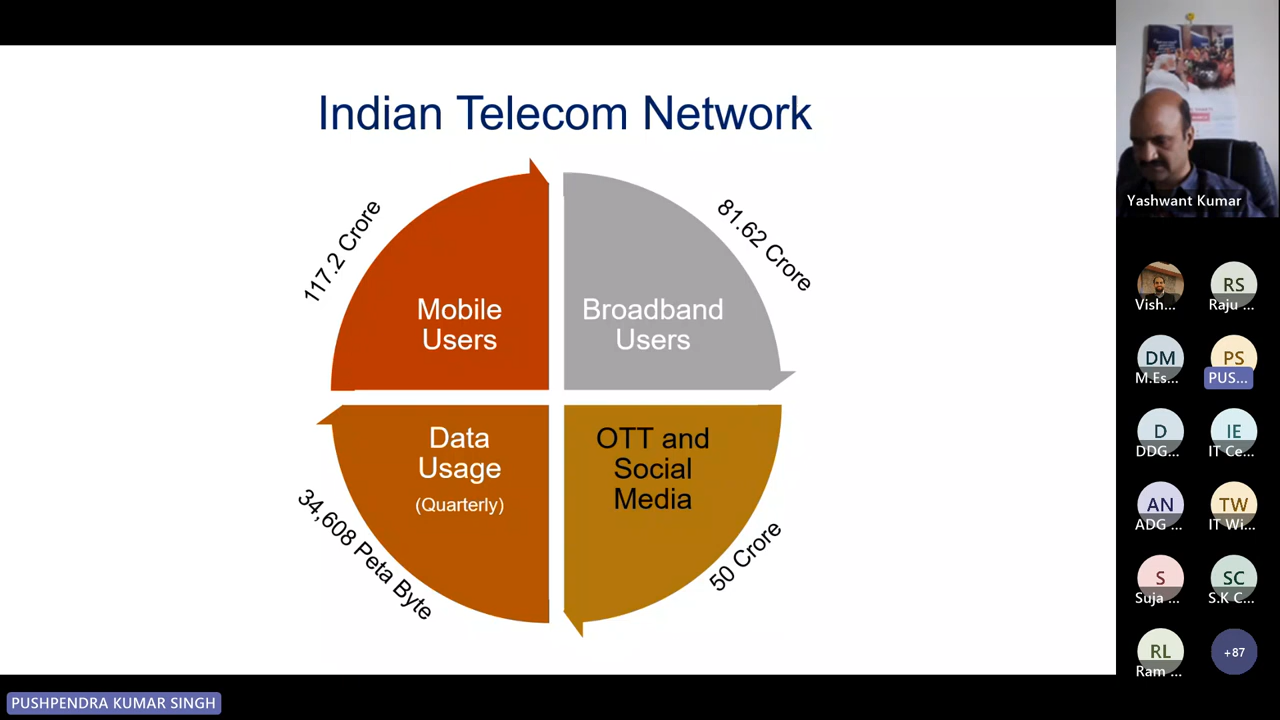 Indian Telecom Network
117.2 Crore
81.62 Crore
Mobile
Users
Broadband
Users
Data
Usage
(Quarterly)
OTT and
Social
Media
34,608 Peta Byte
50 Crore
Yashwant Kumar
Vish...
RS
Raju ...
DM
M.Es...
PS
PUS...
D
DDG...
IE
IT Ce...
AN
ADG ...
TW
IT Wi...
S
Suja ...
SC
S.K C...
RL
Ram ...
+87
PUSHPENDRA KUMAR SINGH